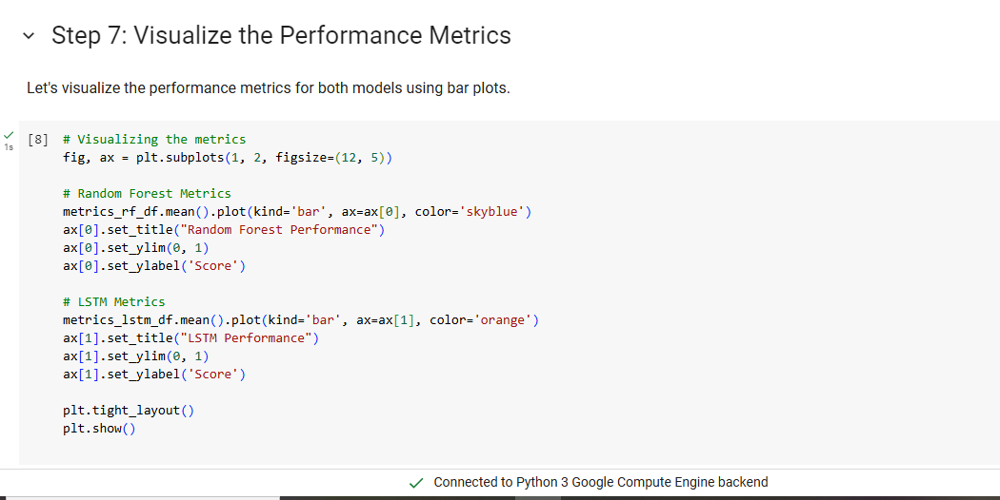 Step 7: Visualize the Performance Metrics
Let's visualize the performance metrics for both models using bar plots.
1s
[8] # Visualizing the metrics
fig, ax = plt.subplots(1, 2, figsize=(12, 5))
# Random Forest Metrics
metrics_rf_df.mean().plot(kind='bar', ax=ax[0], color='skyblue')
ax[0].set_title("Random Forest Performance")
ax[0].set_ylim(0, 1)
ax[0].set_ylabel('Score')
# LSTM Metrics
metrics_lstm_df.mean().plot(kind='bar', ax=ax[1], color='orange')
ax[1].set_title("LSTM Performance")
ax[1].set_ylim(0, 1)
ax[1].set_ylabel('Score')
plt.tight_layout()
plt.show()
Connected to Python 3 Google Compute Engine backend